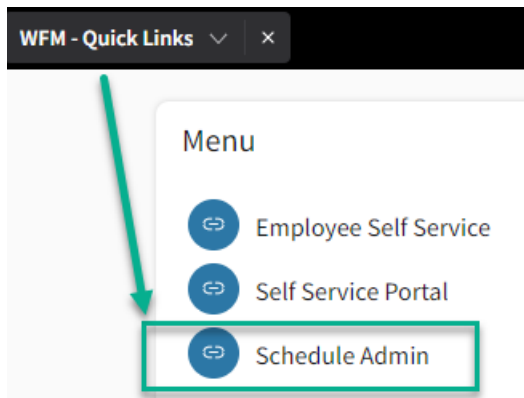 WFM - Quick Links
Menu
Employee Self Service
Self Service Portal
Schedule Admin